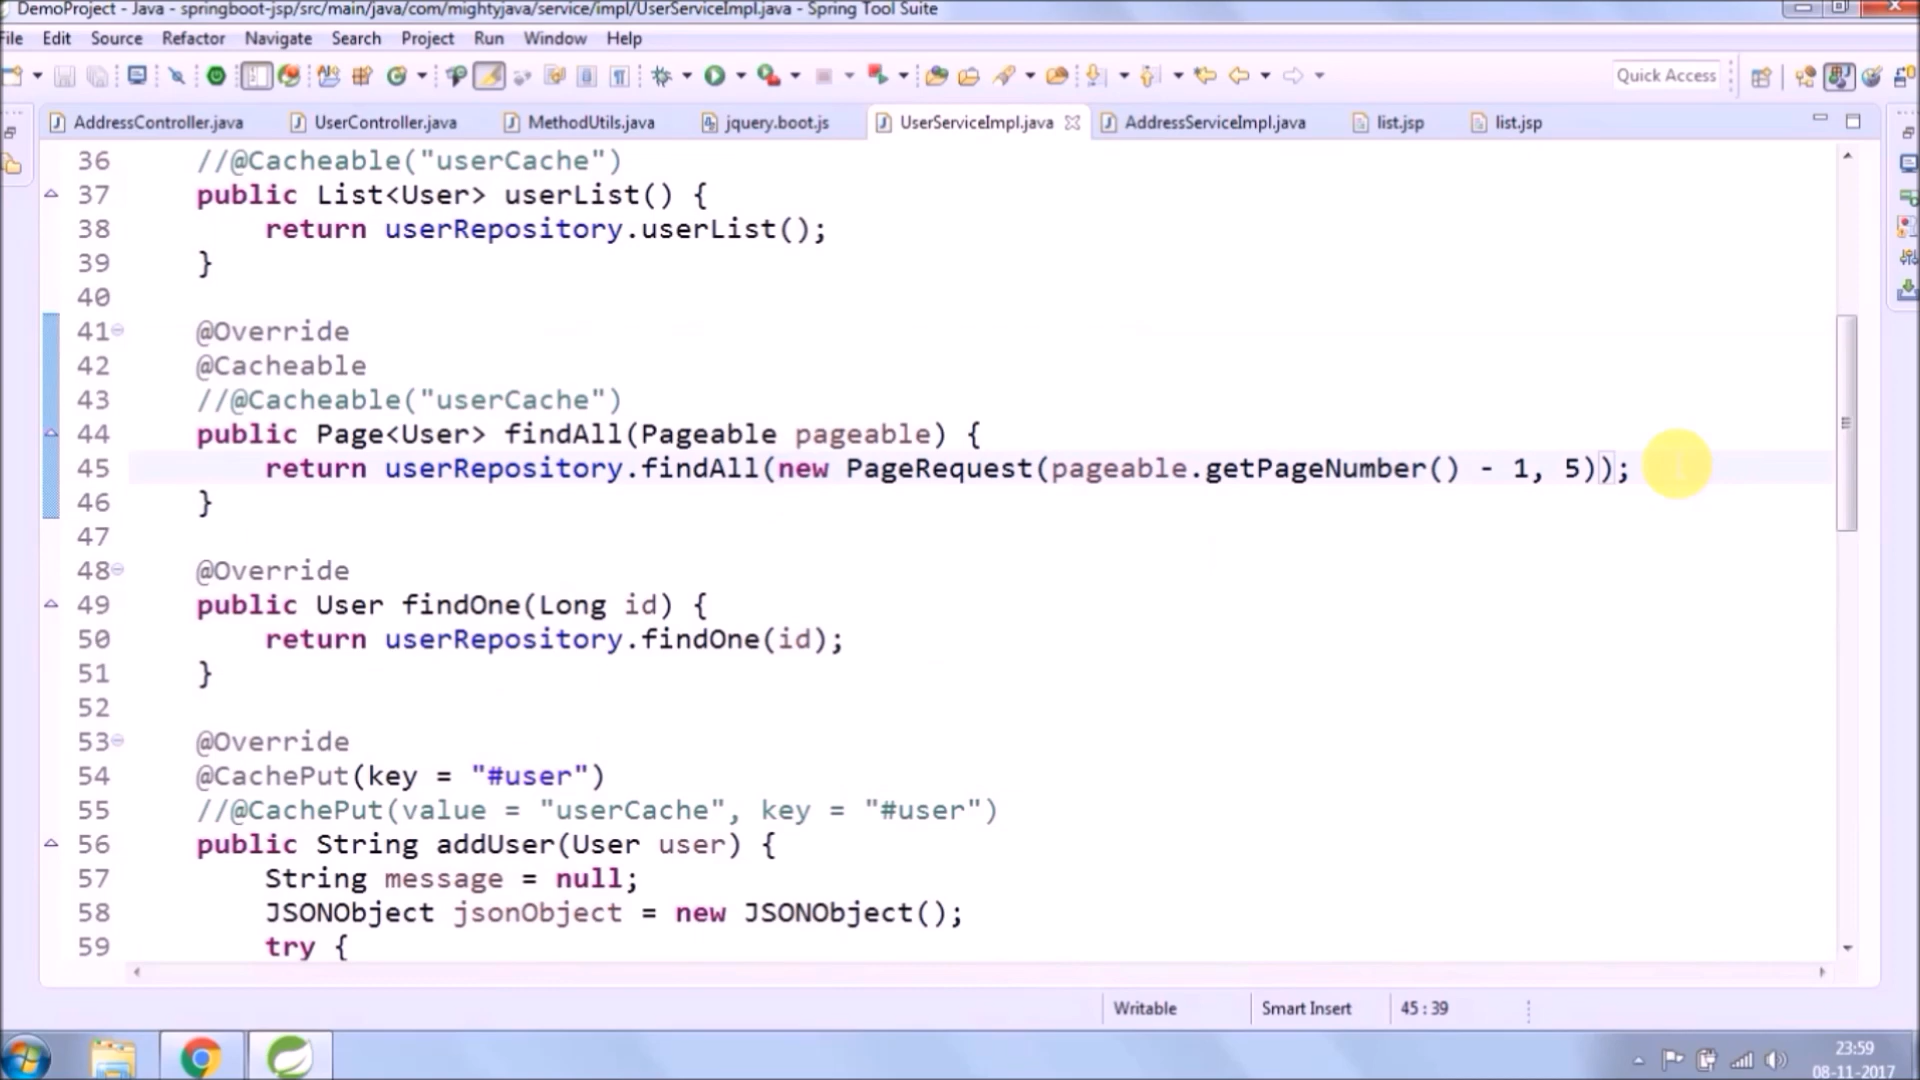 DemoProject - Java - springboot-jsp/src/main/java/com/mightyjava/service/impl/UserServiceImpl.java - Spring Tool Suite
File Edit Source Refactor Navigate Search Project Run Window Help
Quick Access
AddressController.java UserController.java MethodUtils.java jquery.boot.js UserServiceImpl.java AddressServiceImpl.java list.jsp list.jsp
36 //@Cacheable("userCache")
37 public List<User> userList() {
38 return userRepository.userList();
39 }
40
41 @Override
42 @Cacheable
43 //@Cacheable("userCache")
44 public Page<User> findAll(Pageable pageable) {
45 return userRepository.findAll(new PageRequest(pageable.getPageNumber() - 1, 5));
46 }
47
48 @Override
49 public User findOne(Long id) {
50 return userRepository.findOne(id);
51 }
52
53 @Override
54 @CachePut(key = "#user")
55 //@CachePut(value = "userCache", key = "#user")
56 public String addUser(User user) {
57 String message = null;
58 JSONObject jsonObject = new JSONObject();
59 try {
Writable Smart Insert 45 : 39
23:59
08-11-2017